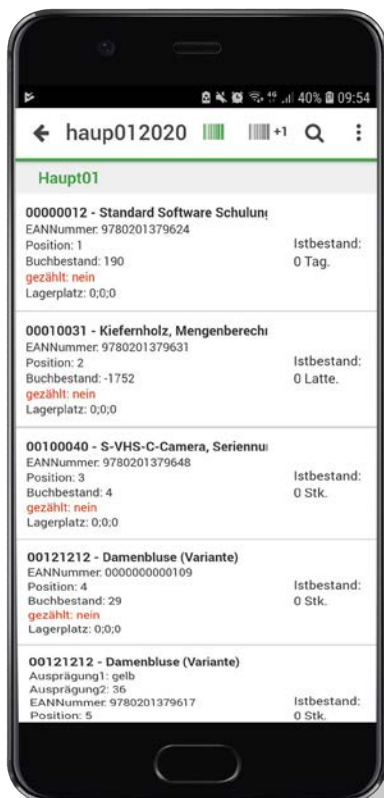 4G 40% 09:54
haup012020 +1
Haupt01
00000012 - Standard Software Schulun
EANNummer: 9780201379624
Position: 1
Buchbestand: 190
gezählt: nein
Lagerplatz: 0;0;0
Istbestand:
0 Tag.
00010031 - Kiefernholz, Mengenberech
EANNummer: 9780201379631
Position: 2
Buchbestand: -1752
gezählt: nein
Lagerplatz: 0;0;0
Istbestand:
0 Latte.
00100040 - S-VHS-C-Camera, Seriennu
EANNummer: 9780201379648
Position: 3
Buchbestand: 4
gezählt: nein
Lagerplatz: 0;0;0
Istbestand:
0 Stk.
00121212 - Damenbluse (Variante)
EANNummer: 0000000000109
Position: 4
Buchbestand: 29
gezählt: nein
Lagerplatz: 0;0;0
Istbestand:
0 Stk.
00121212 - Damenbluse (Variante)
Ausprägung1: gelb
Ausprägung2: 36
EANNummer: 9780201379617
Position: 5
Istbestand:
0 Stk.